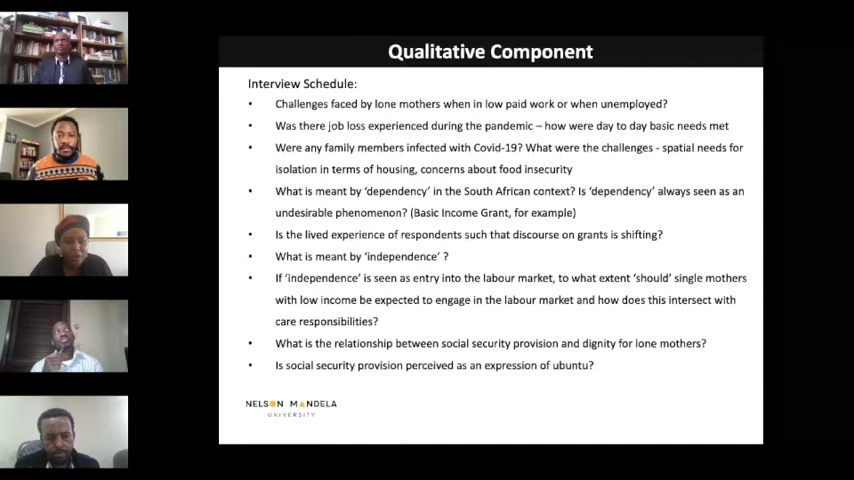 Qualitative Component
Interview Schedule:
• Challenges faced by lone mothers when in low paid work or when unemployed?
• Was there job loss experienced during the pandemic – how were day to day basic needs met
• Were any family members infected with Covid-19? What were the challenges - spatial needs for
isolation in terms of housing, concerns about food insecurity
• What is meant by ‘dependency’ in the South African context? Is ‘dependency’ always seen as an
undesirable phenomenon? (Basic Income Grant, for example)
• Is the lived experience of respondents such that discourse on grants is shifting?
• What is meant by ‘independence’ ?
• If ‘independence’ is seen as entry into the labour market, to what extent ‘should’ single mothers
with low income be expected to engage in the labour market and how does this intersect with
care responsibilities?
• What is the relationship between social security provision and dignity for lone mothers?
• Is social security provision perceived as an expression of ubuntu?
NELSON MANDELA
UNIVERSITY